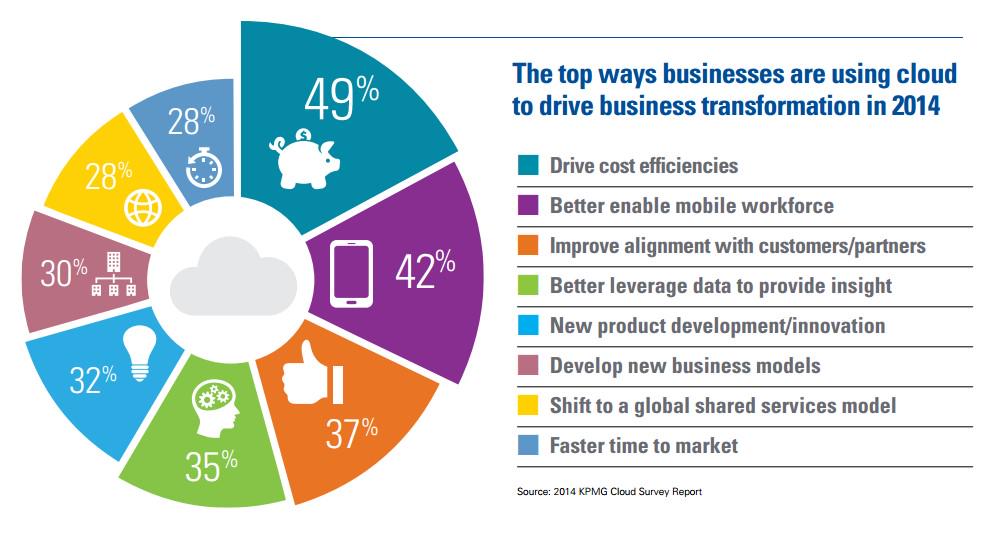 The top ways businesses are using cloud
to drive business transformation in 2014
49%
42%
37%
35%
32%
30%
28%
28%
$
Drive cost efficiencies
Better enable mobile workforce
Improve alignment with customers/partners
Better leverage data to provide insight
New product development/innovation
Develop new business models
Shift to a global shared services model
Faster time to market
Source: 2014 KPMG Cloud Survey Report